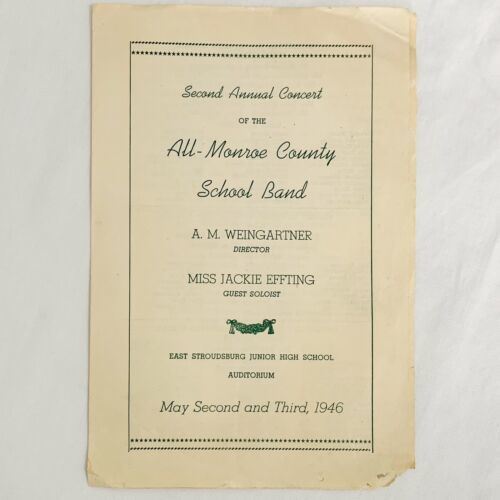 Second Annual Concert
OF THE
All-Monroe County
School Band
A. M. WEINGARTNER
DIRECTOR
MISS JACKIE EFFTING
GUEST SOLOIST
EAST STROUDSBURG JUNIOR HIGH SCHOOL
AUDITORIUM
May Second and Third, 1946